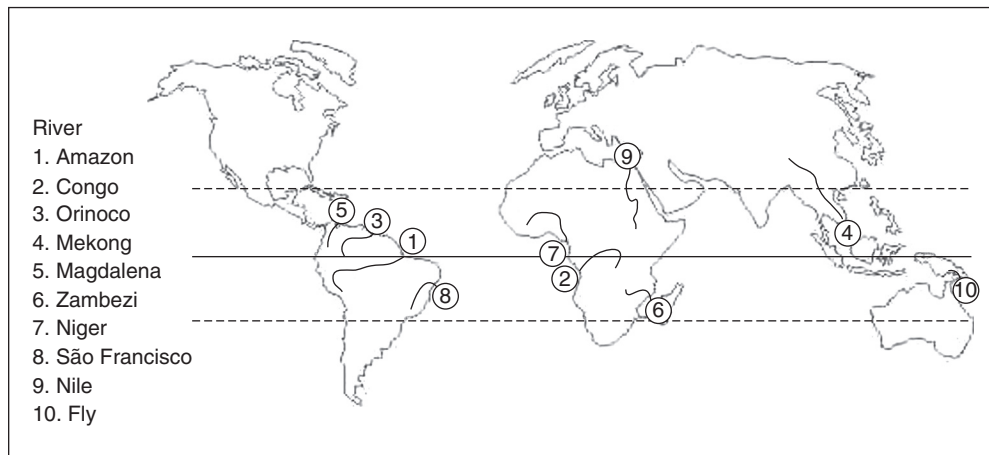 River
1. Amazon
2. Congo
3. Orinoco
4. Mekong
5. Magdalena
6. Zambezi
7. Niger
8. São Francisco
9. Nile
10. Fly
9
5
3
1
4
7
2
8
6
10